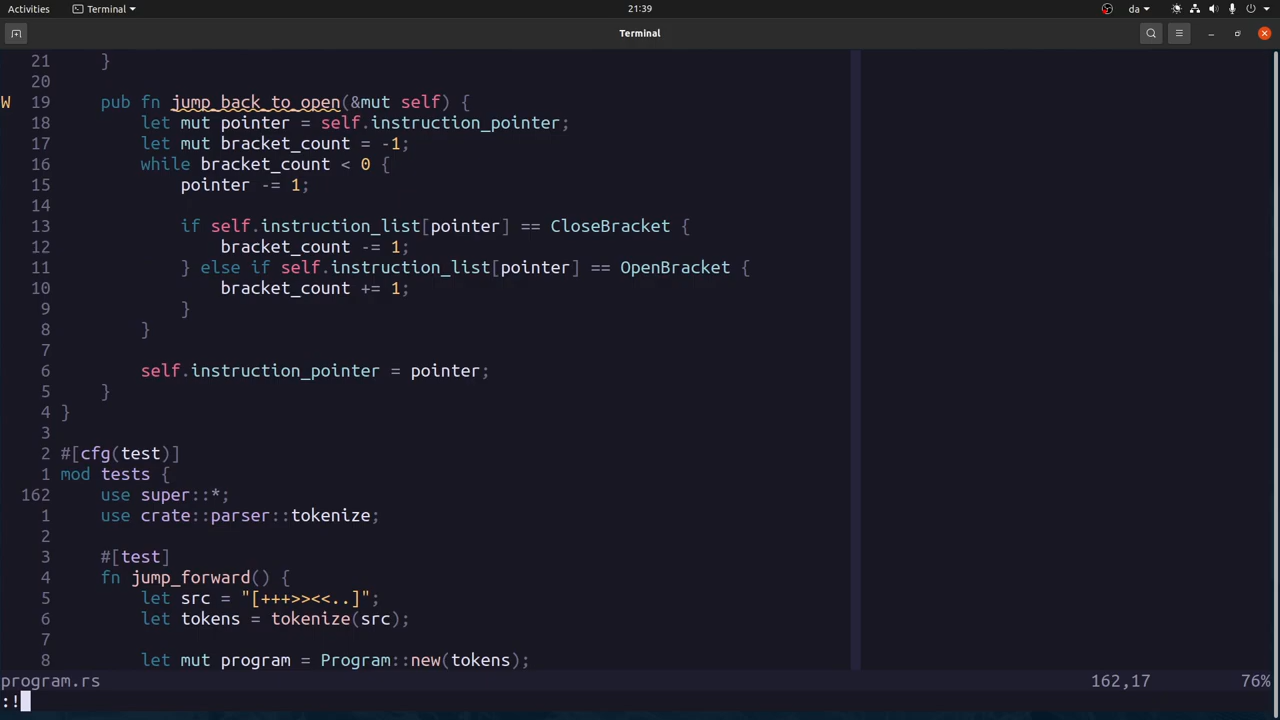 Activities Terminal 21:39 da
Terminal
21 }
20
W 19 pub fn jump_back_to_open(&mut self) {
18 let mut pointer = self.instruction_pointer;
17 let mut bracket_count = -1;
16 while bracket_count < 0 {
15 pointer -= 1;
14
13 if self.instruction_list[pointer] == CloseBracket {
12 bracket_count -= 1;
11 } else if self.instruction_list[pointer] == OpenBracket {
10 bracket_count += 1;
9 }
8 }
7
6 self.instruction_pointer = pointer;
5 }
4 }
3
2 #[cfg(test)]
1 mod tests {
162 use super::*;
1 use crate::parser::tokenize;
2
3 #[test]
4 fn jump_forward() {
5 let src = "[+++>><<..]";
6 let tokens = tokenize(src);
7
8 let mut program = Program::new(tokens);
program.rs 162,17 76%
:!